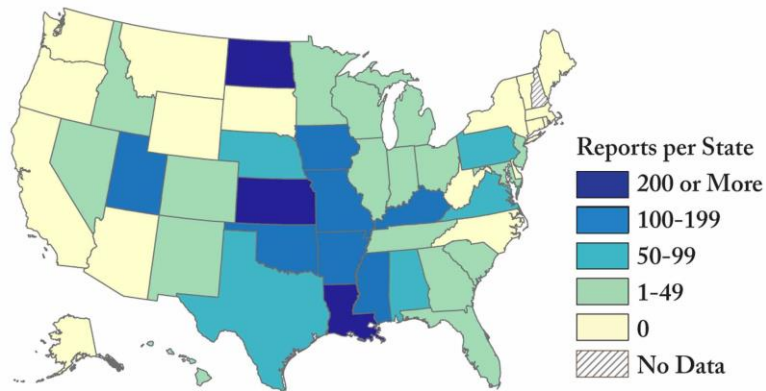 Reports per State
200 or More
100-199
50-99
1-49
0
No Data